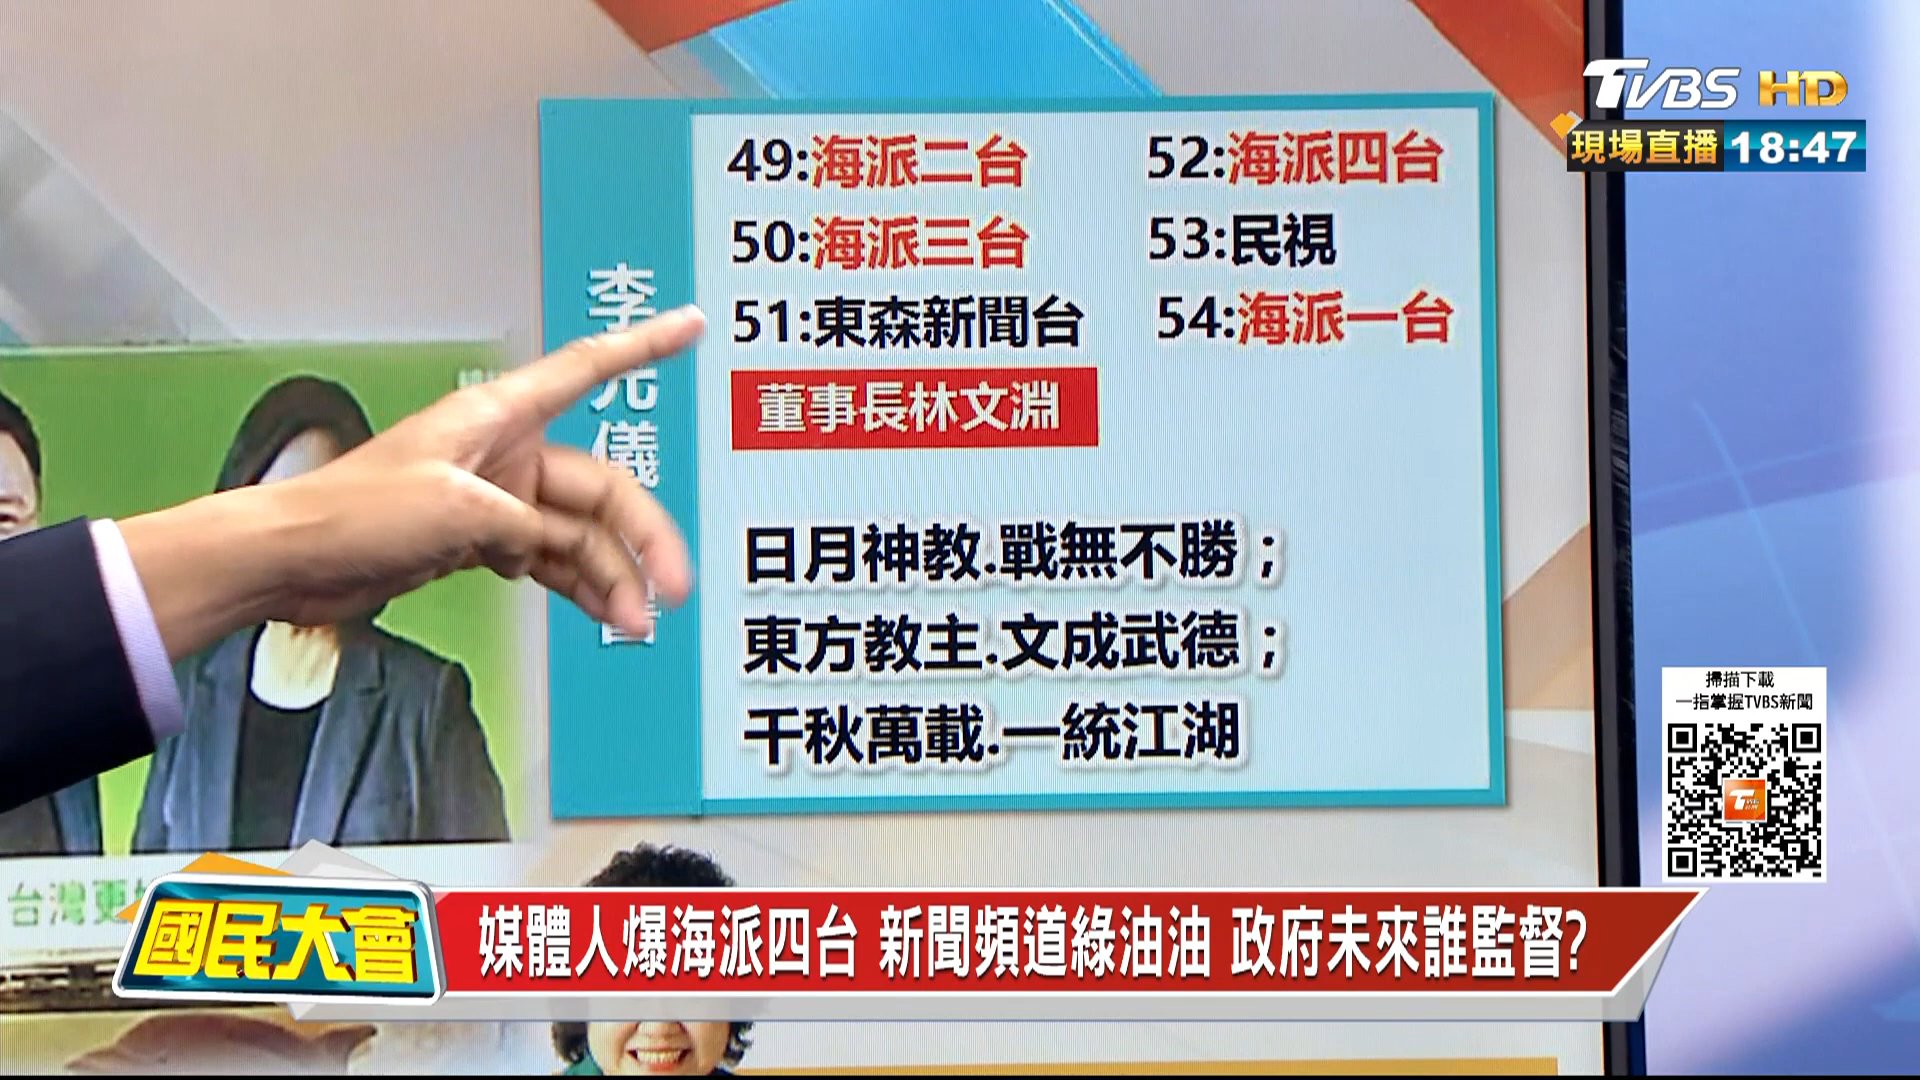 TVBS HD
現場直播 18:47
49:海派二台
50:海派三台
51:東森新聞台
董事長林文淵
52:海派四台
53:民視
54:海派一台
日月神教.戰無不勝；
東方教主.文成武德；
千秋萬載.一統江湖
掃描下載
一指掌握TVBS新聞
台灣更
國民大會
媒體人爆海派四台 新聞頻道綠油油 政府未來誰監督?